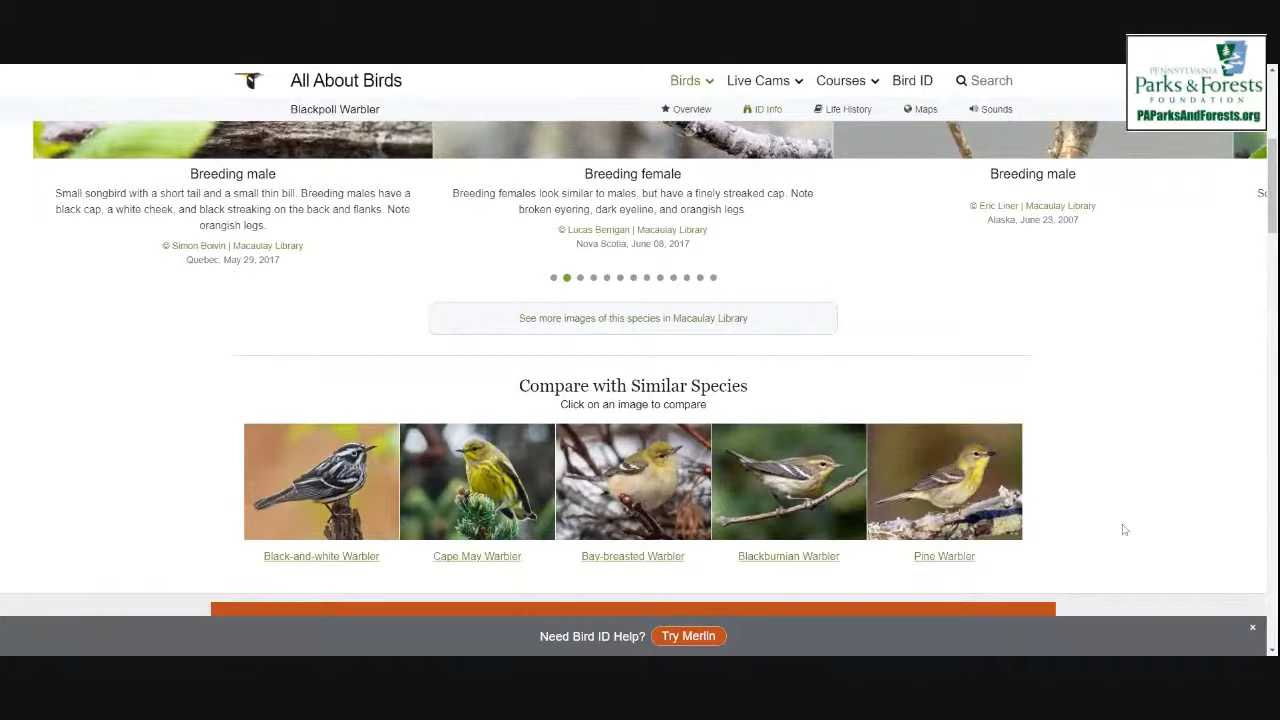 All About Birds
Birds
Live Cams
Courses
Bird ID
Search
PENNSYLVANIA
Parks & Forests
FOUNDATION
PAParksAndForests.org
Blackpoll Warbler
Overview
ID Info
Life History
Maps
Sounds
Breeding male
Small songbird with a short tail and a small thin bill. Breeding males have a
black cap, a white cheek, and black streaking on the back and flanks. Note
orangish legs.
© Simon Boivin | Macaulay Library
Quebec, May 29, 2017
Breeding female
Breeding females look similar to males, but have a finely streaked cap. Note
broken eyering, dark eyeline, and orangish legs.
© Lucas Berrigan | Macaulay Library
Nova Scotia, June 08, 2017
Breeding male
© Eric Liner | Macaulay Library
Alaska, June 23, 2007
See more images of this species in Macaulay Library
Compare with Similar Species
Click on an image to compare
Black-and-white Warbler
Cape May Warbler
Bay-breasted Warbler
Blackburnian Warbler
Pine Warbler
Need Bird ID Help?
Try Merlin
×